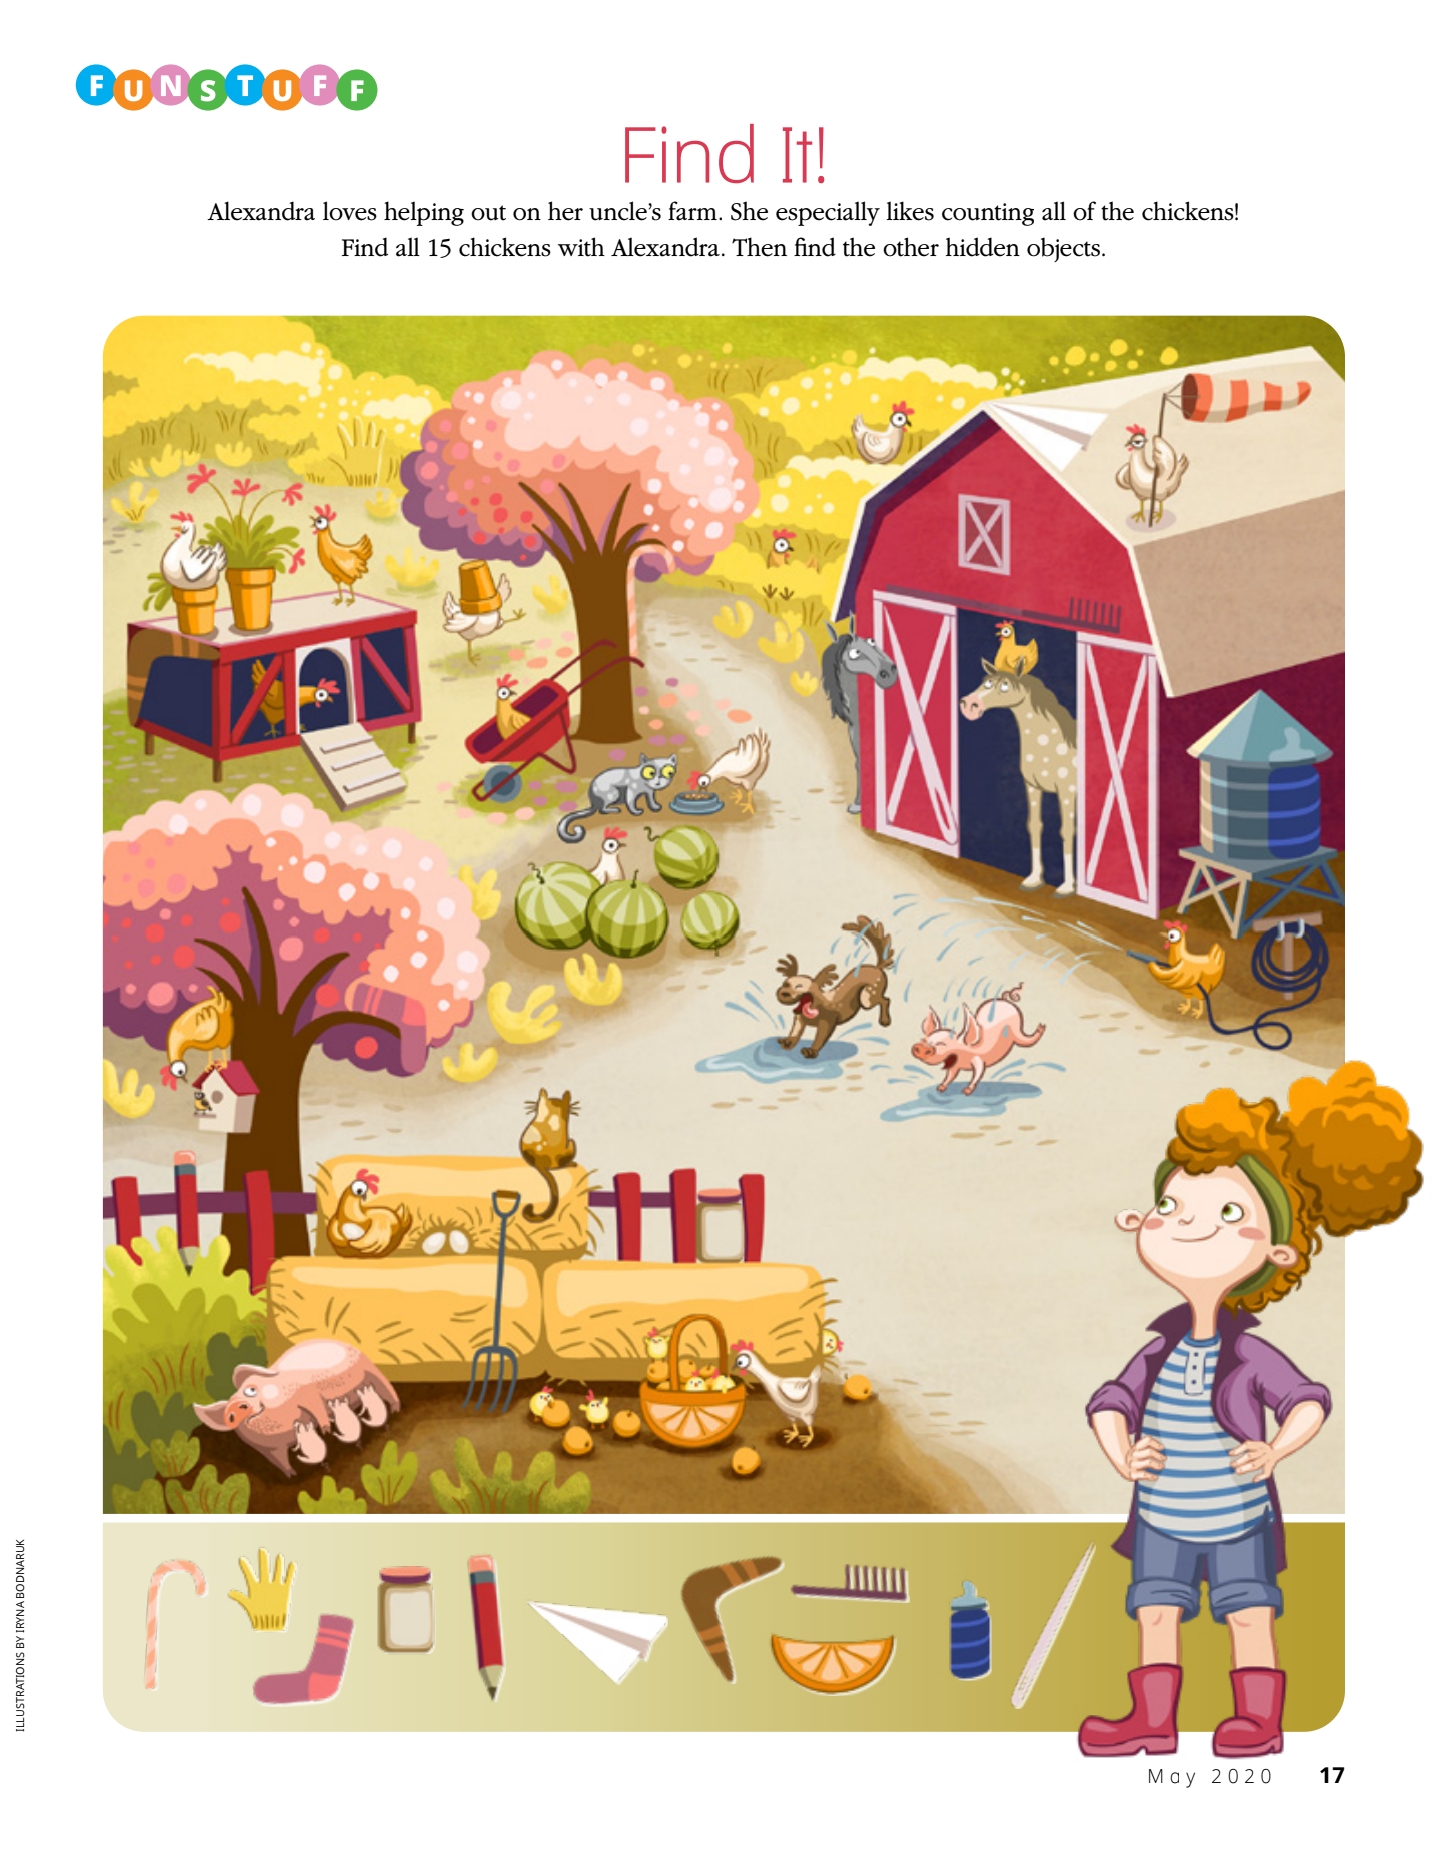 FUNSTUFF
Find It!
Alexandra loves helping out on her uncle’s farm. She especially likes counting all of the chickens!
Find all 15 chickens with Alexandra. Then find the other hidden objects.
ILLUSTRATIONS BY IRYNA BODNARUK
May 2020 17